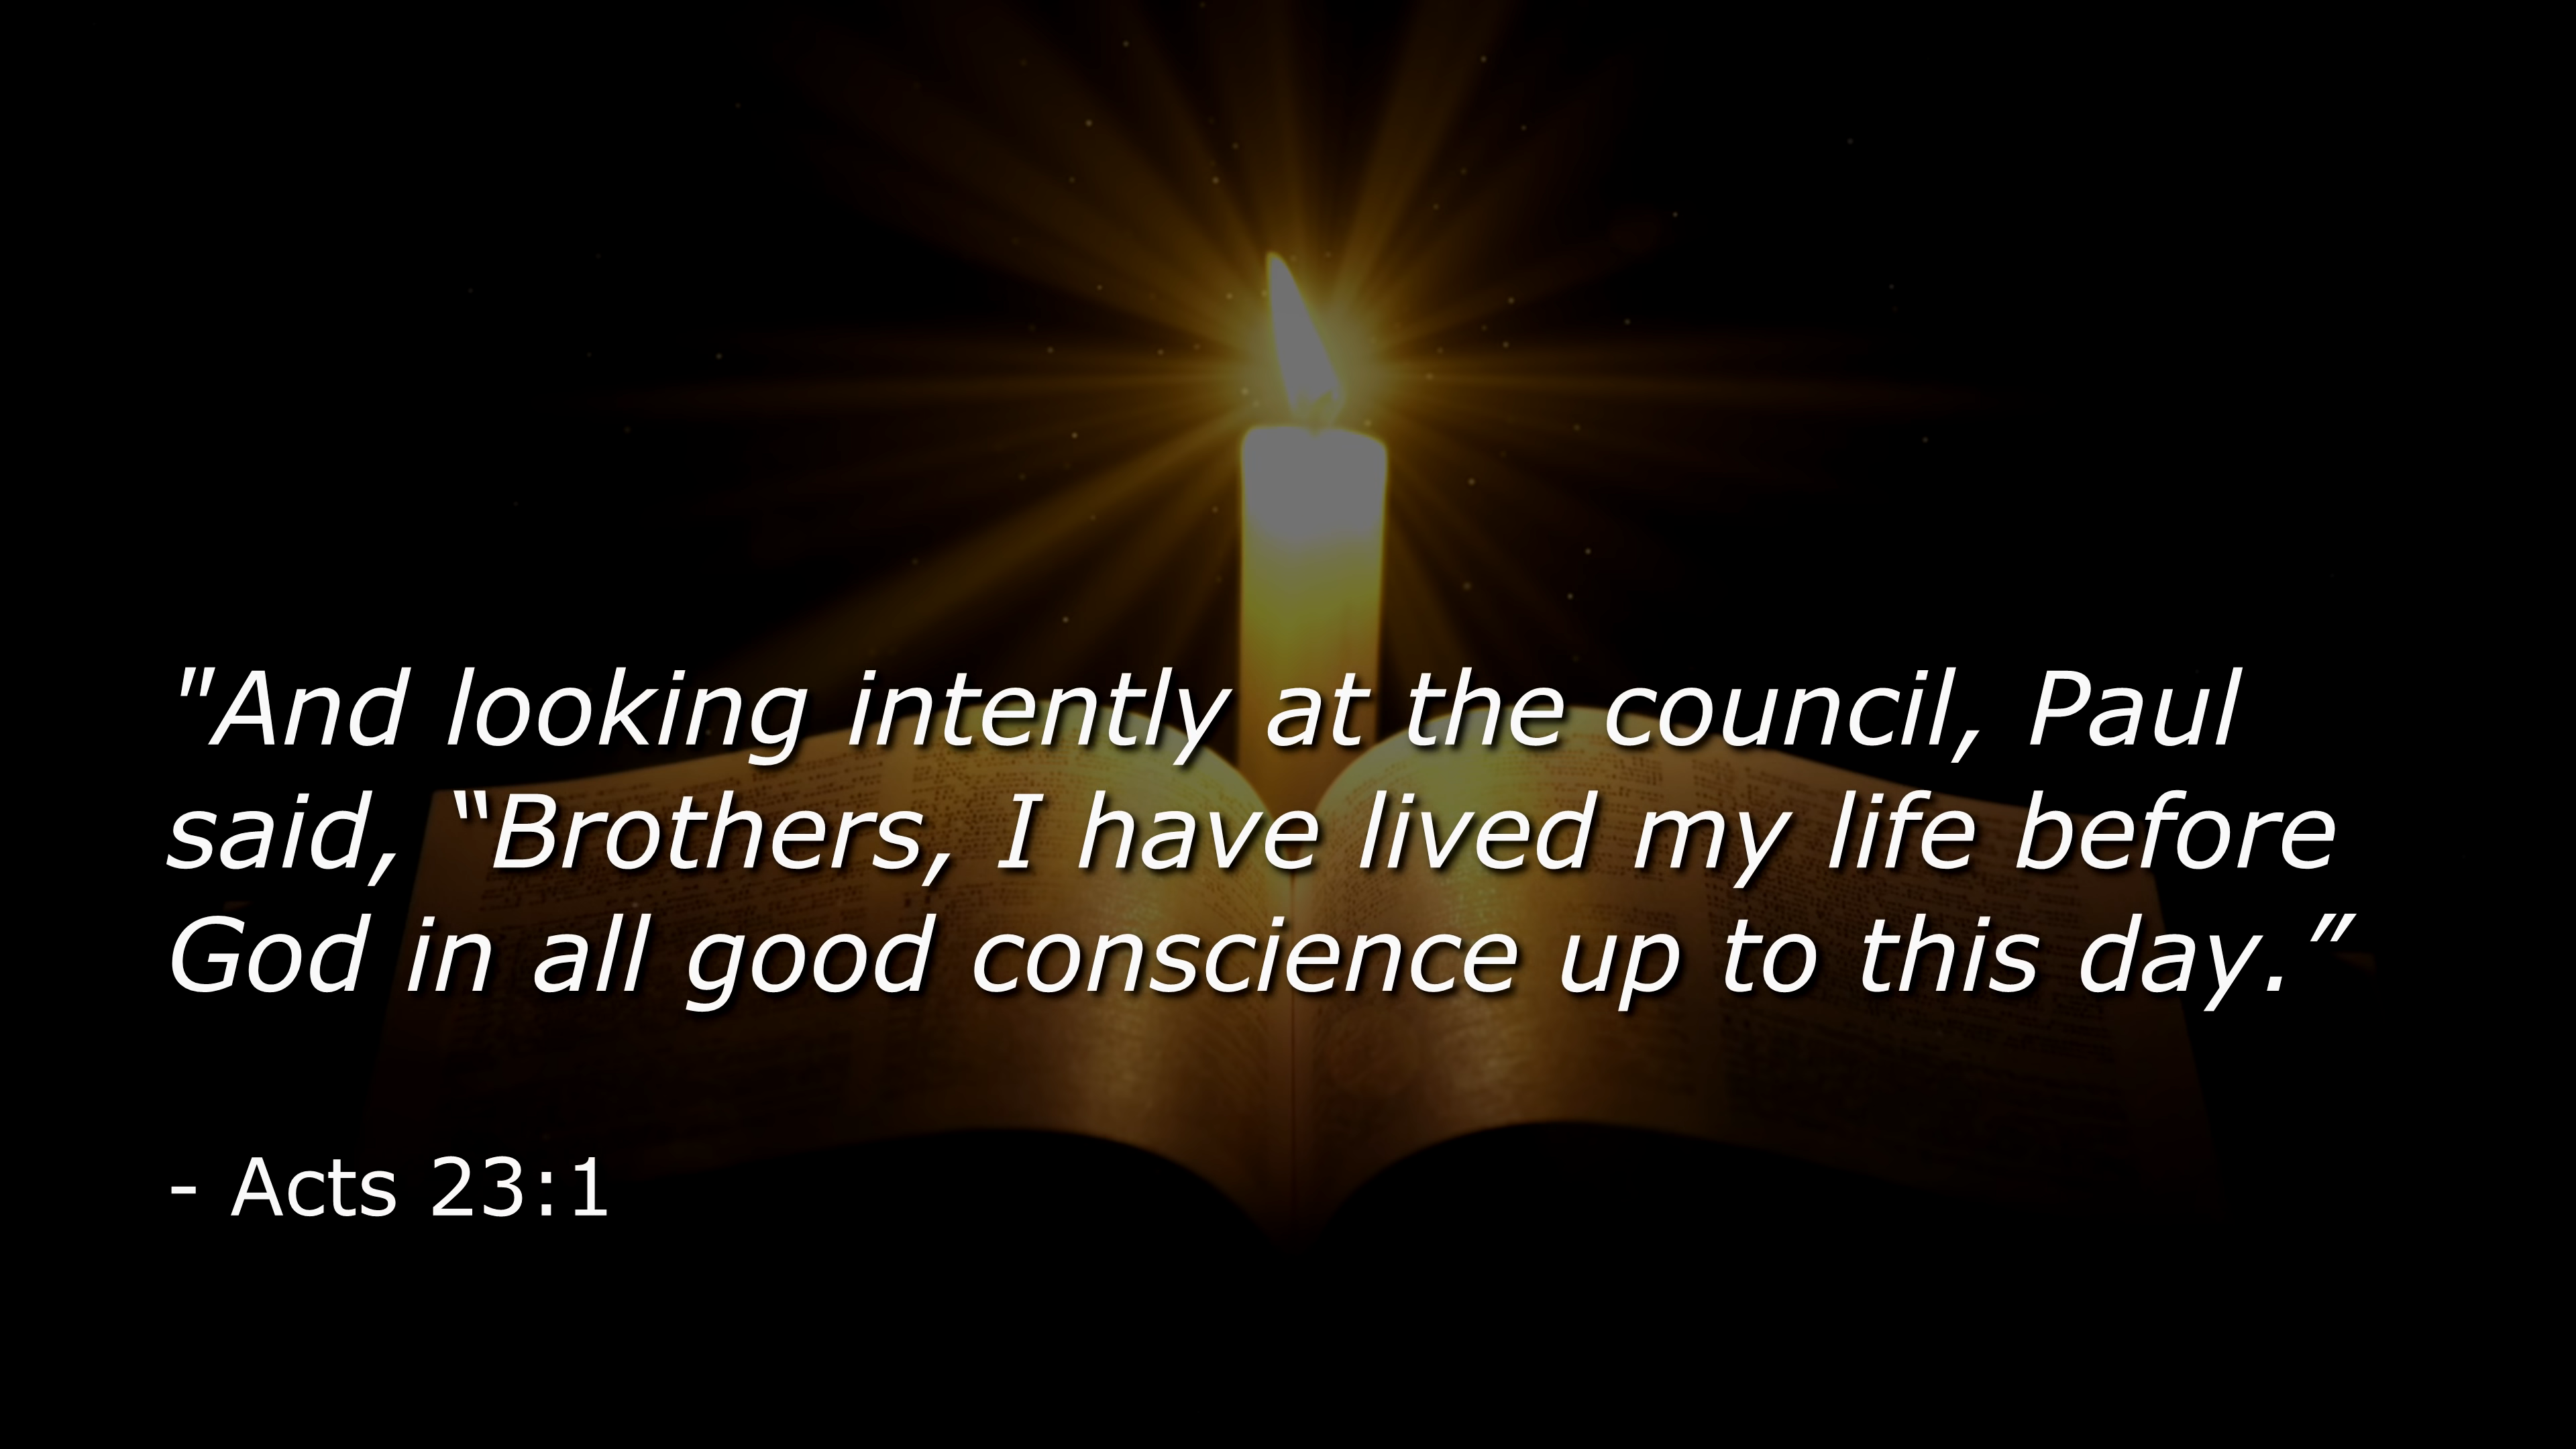 "And looking intently at the council, Paul
said, “Brothers, I have lived my life before
God in all good conscience up to this day.”
- Acts 23:1